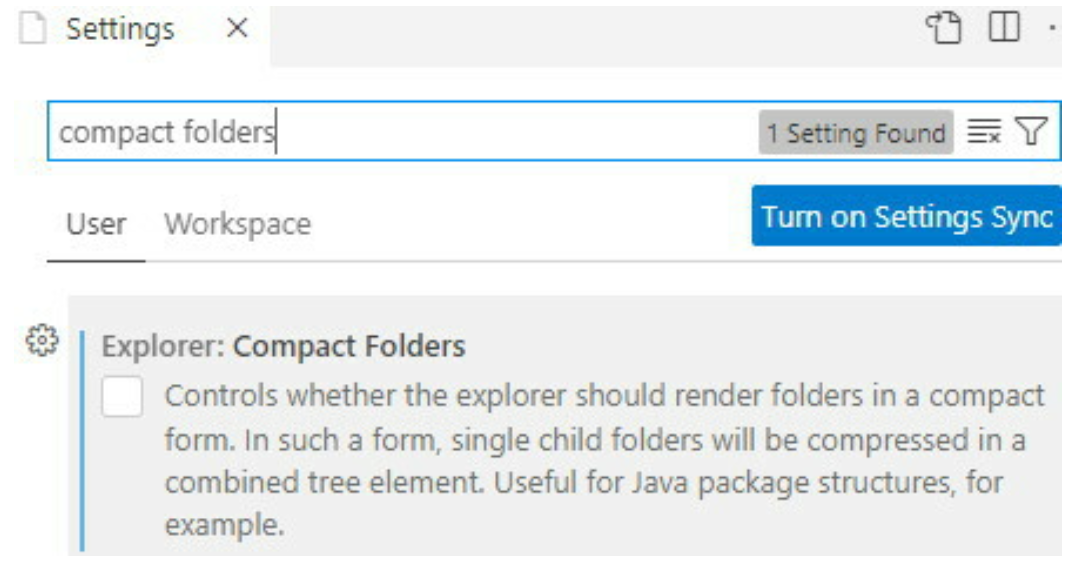 Settings
compact folders
1 Setting Found
User Workspace
Turn on Settings Sync
Explorer: Compact Folders
Controls whether the explorer should render folders in a compact
form. In such a form, single child folders will be compressed in a
combined tree element. Useful for Java package structures, for
example.